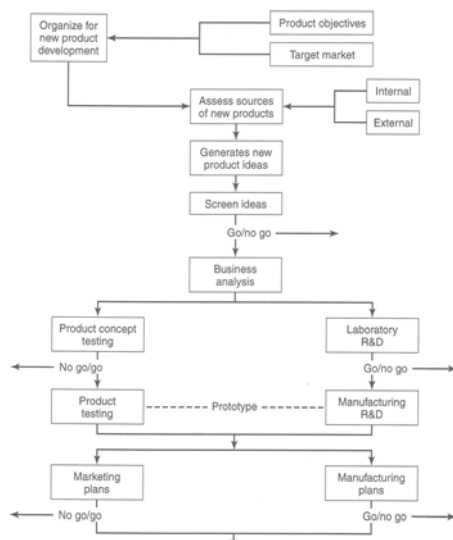 Organize for
new product
development
Product objectives
Target market
Assess sources
of new products
Internal
External
Generates new
product ideas
Screen ideas
Go/no go
Business
analysis
Product concept
testing
Laboratory
R&D
No go/go
Go/no go
Product
testing
Prototype
Manufacturing
R&D
Marketing
plans
Manufacturing
plans
No go/go
Go/no go